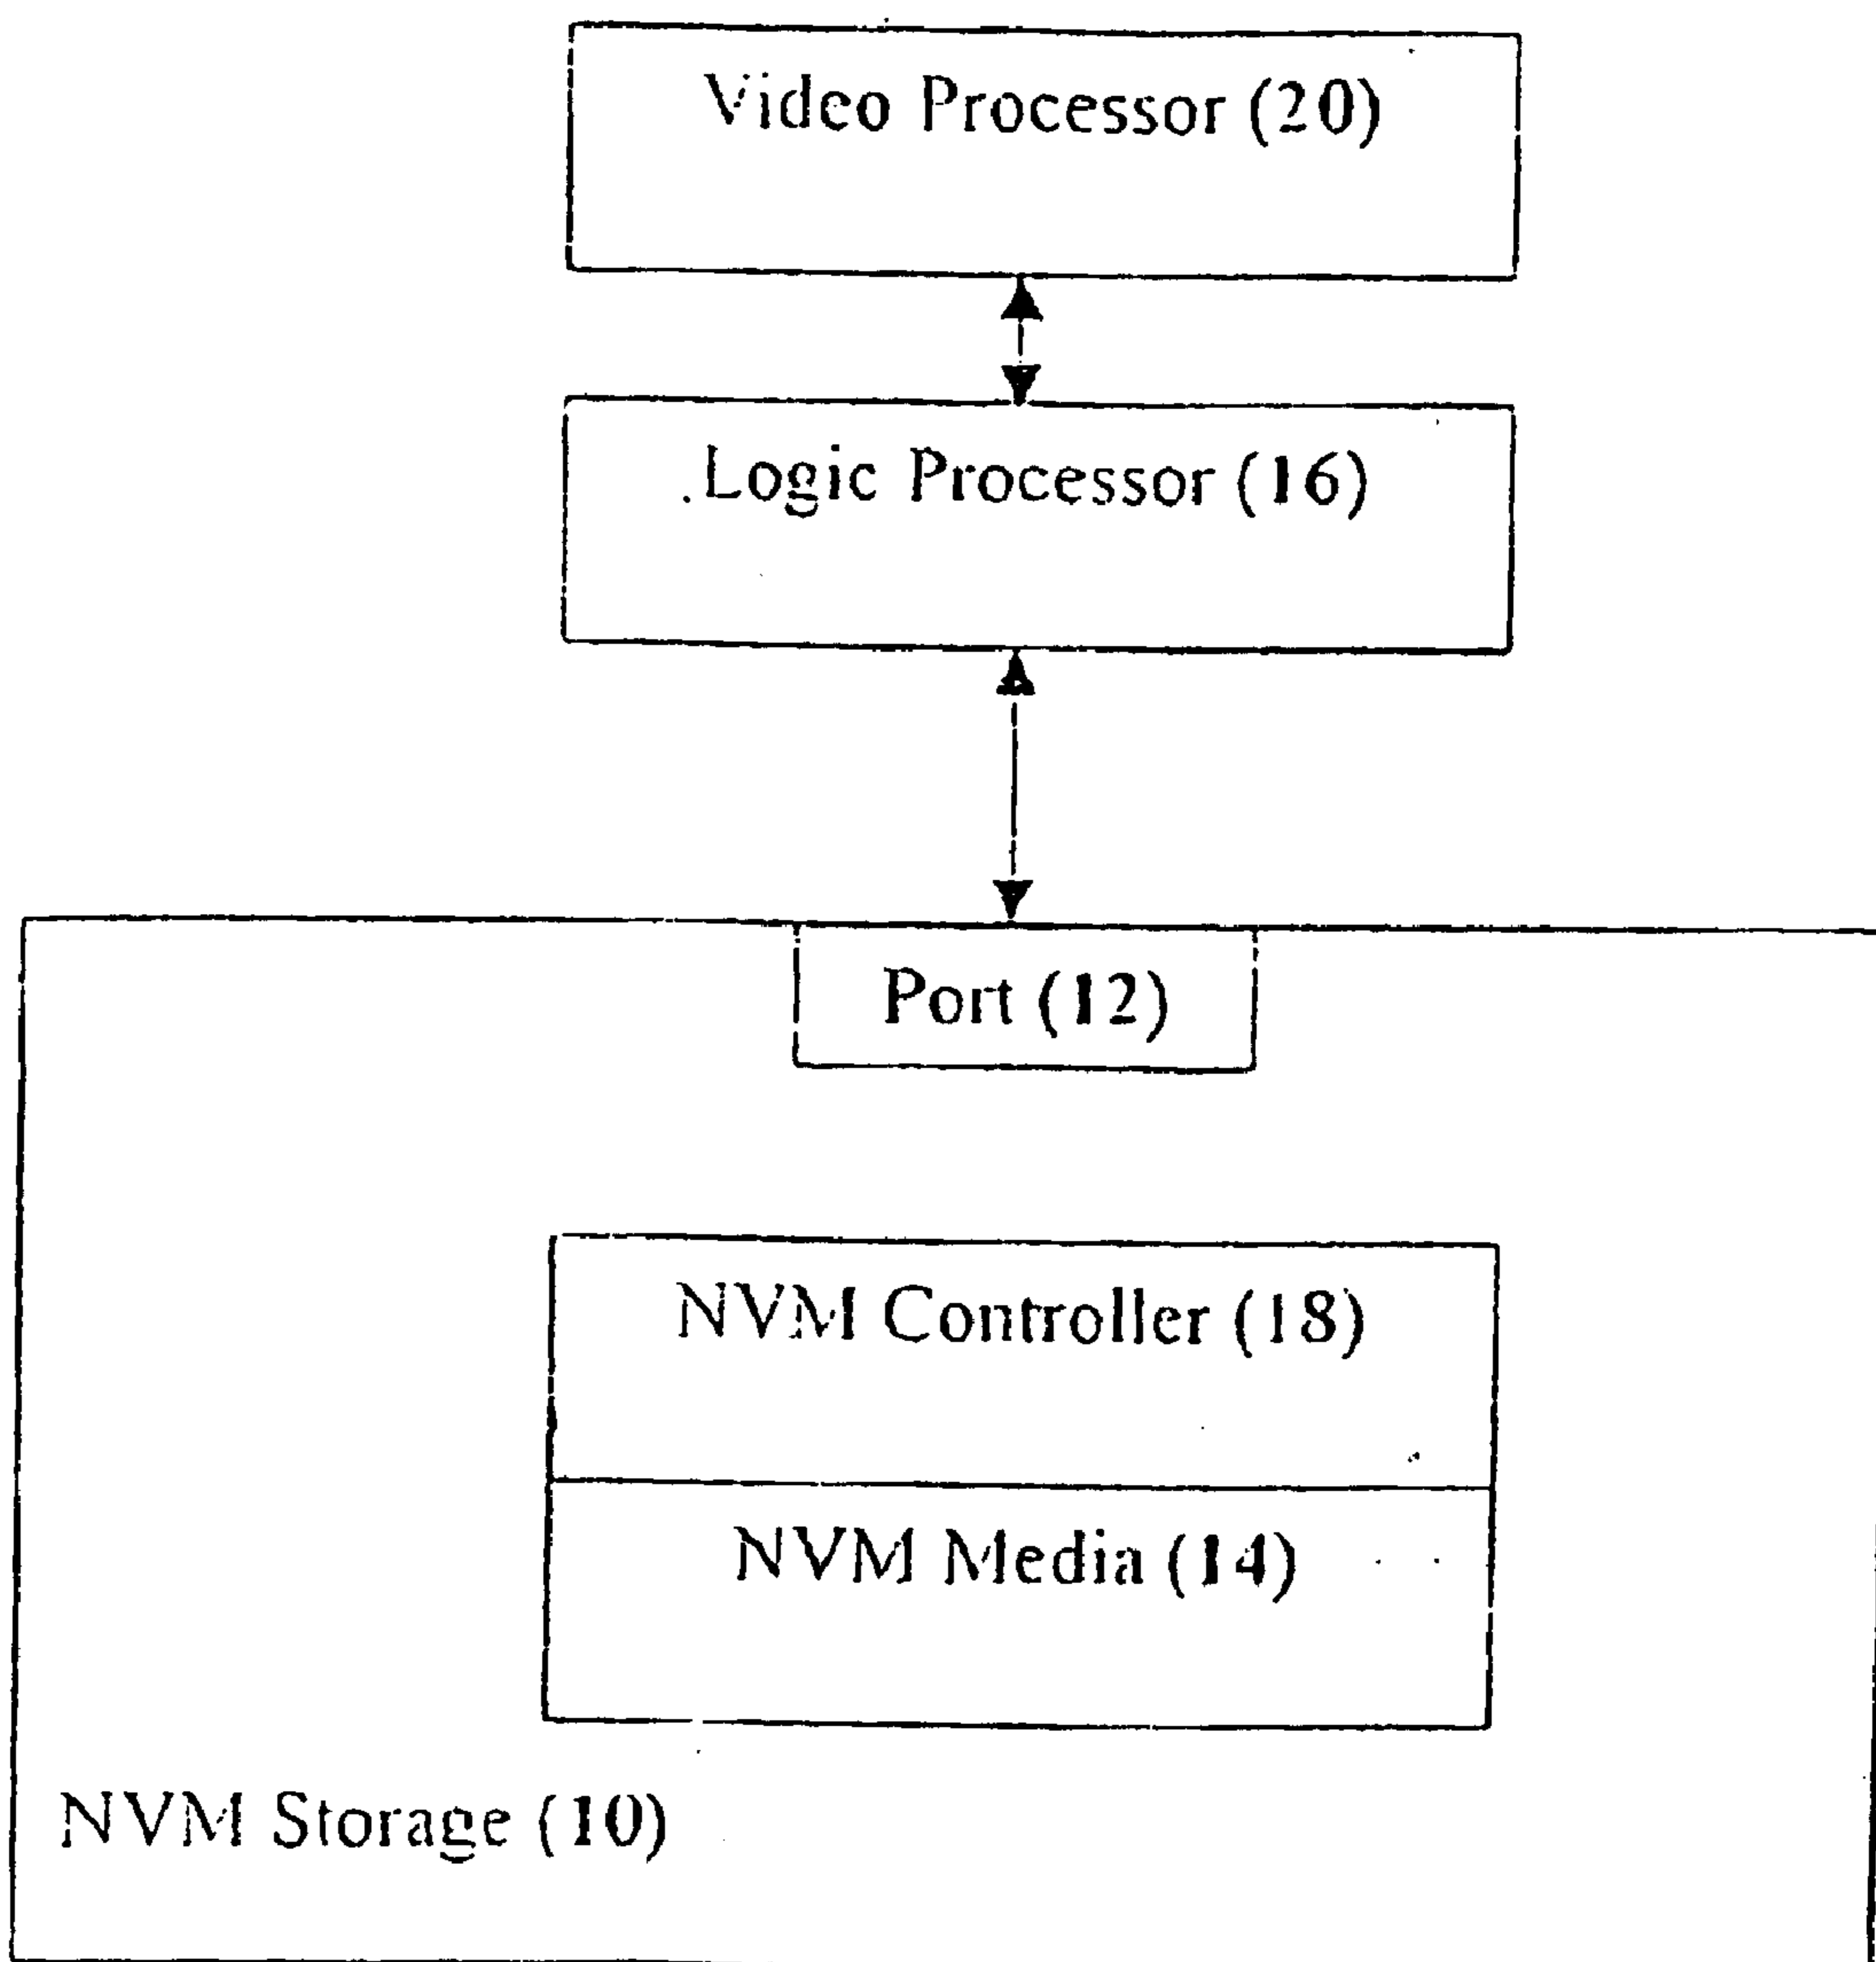 Video Processor (20)
Logic Processor (16)
Port (12)
NVM Controller (18)
NVM Media (14)
NVM Storage (10)